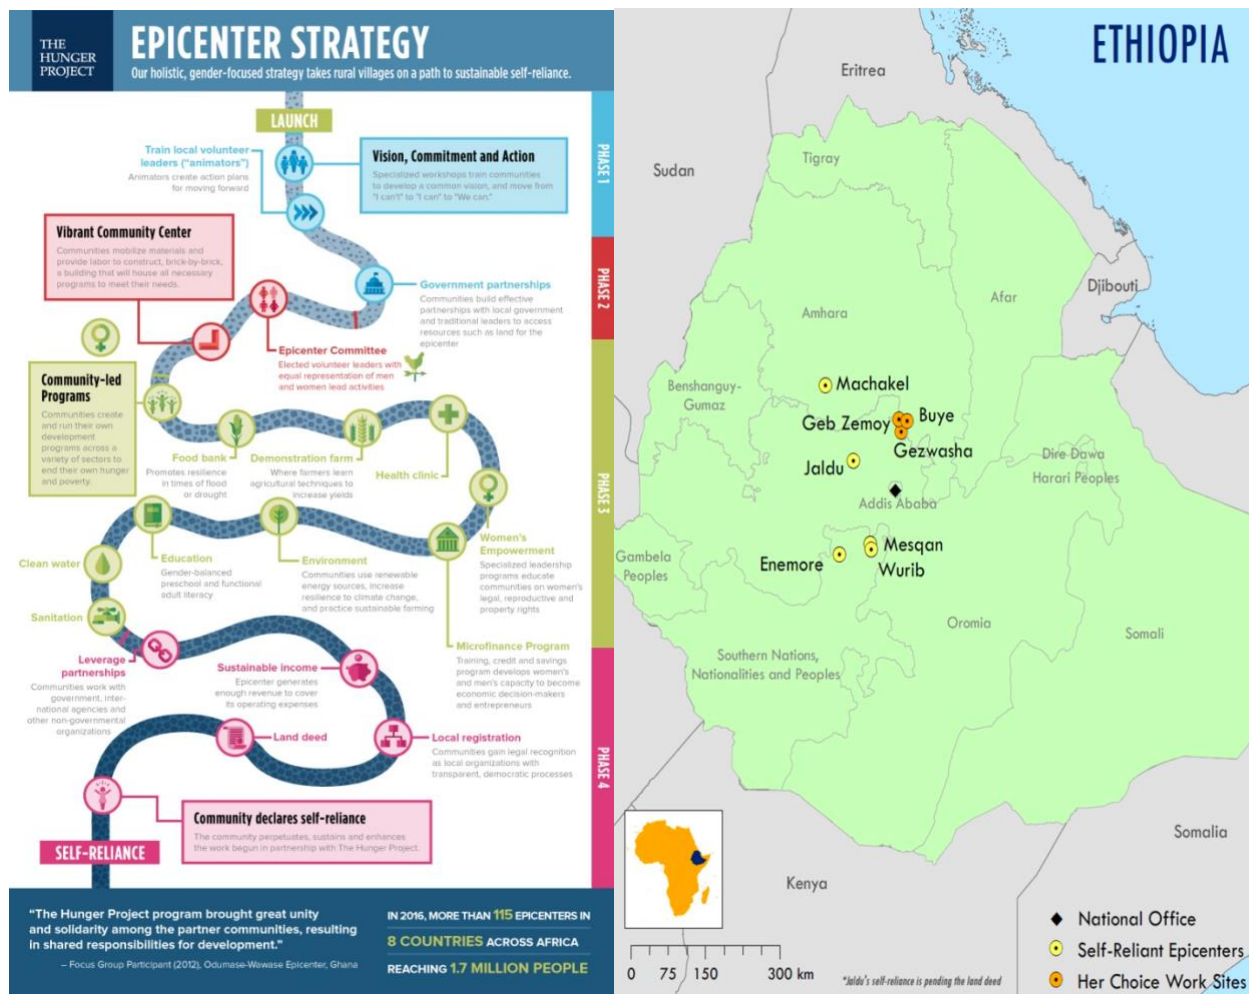 THE
HUNGER
PROJECT
EPICENTER STRATEGY
Our holistic, gender-focused strategy takes rural villages on a path to sustainable self-reliance.
LAUNCH
PHASE 1
Train local volunteer
leaders ("animators")
Animators create action plans
for moving forward
Vision, Commitment and Action
Specialized workshops train communities
to develop a common vision, and move from
"I can't" to "I can" to "We can."
PHASE 2
Vibrant Community Center
Communities mobilize materials and
provide labor to construct, brick-by-brick,
a building that will house all necessary
programs to meet their needs.
Government partnerships
Communities build effective
partnerships with local government
and traditional leaders to access
resources such as land for the
epicenter
Epicenter Committee
Elected volunteer leaders with
equal representation of men
and women lead activities
PHASE 3
Community-led
Programs
Communities create
and run their own
development
programs across a
variety of sectors to
end their own hunger
and poverty.
Food bank
Promotes resilience
in times of flood
or drought
Demonstration farm
Where farmers learn
agricultural techniques to
increase yields
Health clinic
Women's
Empowerment
Specialized leadership
programs educate
communities on women's
legal, reproductive and
property rights
Clean water
Education
Gender-balanced
preschool and functional
adult literacy
Environment
Communities use renewable
energy sources, increase
resilience to climate change,
and practice sustainable farming
Sanitation
Microfinance Program
Training, credit and savings
program develops women's
and men's capacity to become
economic decision-makers
and entrepreneurs
PHASE 4
Leverage
partnerships
Communities work with
government, inter-
national agencies and
other non-governmental
organizations
Sustainable income
Epicenter generates
enough revenue to cover
its operating expenses
Land deed
Local registration
Communities gain legal recognition
as local organizations with
transparent, democratic processes
Community declares self-reliance
The community perpetuates, sustains and enhances
the work begun in partnership with The Hunger Project.
SELF-RELIANCE
"The Hunger Project program brought great unity
and solidarity among the partner communities, resulting
in shared responsibilities for development."
– Focus Group Participant (2012), Odumase-Wawase Epicenter, Ghana
IN 2016, MORE THAN 115 EPICENTERS IN
8 COUNTRIES ACROSS AFRICA
REACHING 1.7 MILLION PEOPLE
ETHIOPIA
Eritrea
Sudan
Tigray
Djibouti
Afar
Amhara
Machakel
Benshanguy-
Gumaz
Geb Zemoy
Buye
Gezwasha
Jaldu
Dire Dawa
Harari Peoples
Addis Ababa
Mesqan
Enemore
Wurib
Gambela
Peoples
Oromia
Somali
Southern Nations,
Nationalities and Peoples
Somalia
Kenya
National Office
Self-Reliant Epicenters
Her Choice Work Sites
0 75 150 300 km
*Jaldu's self-reliance is pending the land deed